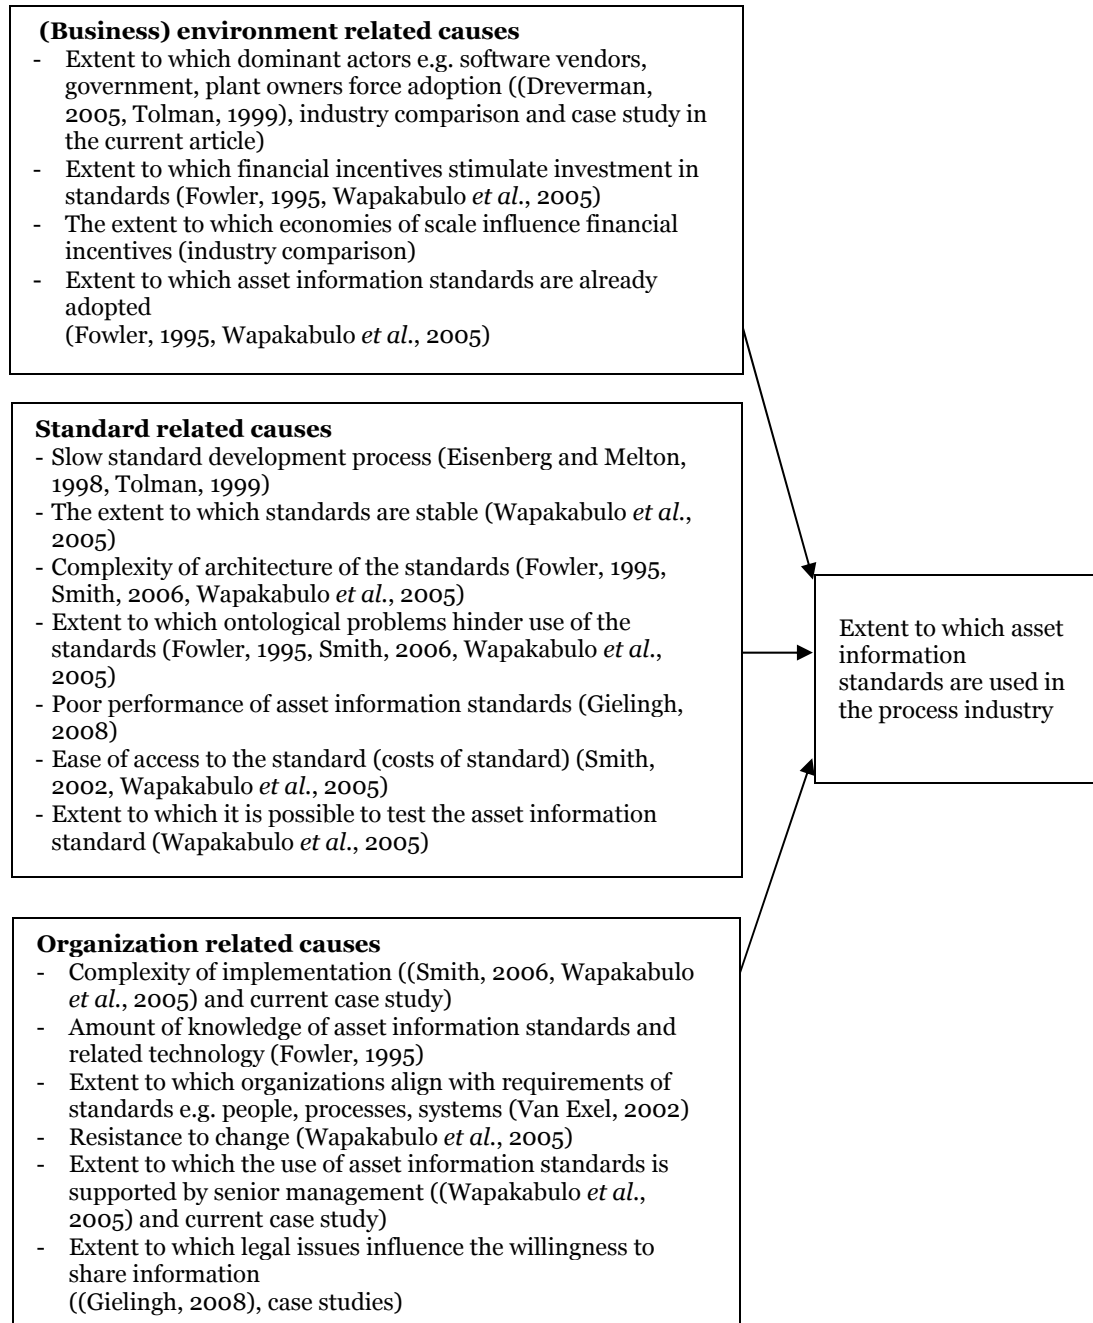 (Business) environment related causes
- Extent to which dominant actors e.g. software vendors,
government, plant owners force adoption ((Dreverman,
2005, Tolman, 1999), industry comparison and case study in
the current article)
- Extent to which financial incentives stimulate investment in
standards (Fowler, 1995, Wapakabulo et al., 2005)
- The extent to which economies of scale influence financial
incentives (industry comparison)
- Extent to which asset information standards are already
adopted
(Fowler, 1995, Wapakabulo et al., 2005)
Standard related causes
- Slow standard development process (Eisenberg and Melton,
1998, Tolman, 1999)
- The extent to which standards are stable (Wapakabulo et al.,
2005)
- Complexity of architecture of the standards (Fowler, 1995,
Smith, 2006, Wapakabulo et al., 2005)
- Extent to which ontological problems hinder use of the
standards (Fowler, 1995, Smith, 2006, Wapakabulo et al.,
2005)
- Poor performance of asset information standards (Gielingh,
2008)
- Ease of access to the standard (costs of standard) (Smith,
2002, Wapakabulo et al., 2005)
- Extent to which it is possible to test the asset information
standard (Wapakabulo et al., 2005)
Organization related causes
- Complexity of implementation ((Smith, 2006, Wapakabulo
et al., 2005) and current case study)
- Amount of knowledge of asset information standards and
related technology (Fowler, 1995)
- Extent to which organizations align with requirements of
standards e.g. people, processes, systems (Van Exel, 2002)
- Resistance to change (Wapakabulo et al., 2005)
- Extent to which the use of asset information standards is
supported by senior management ((Wapakabulo et al.,
2005) and current case study)
- Extent to which legal issues influence the willingness to
share information
((Gielingh, 2008), case studies)
Extent to which asset
information
standards are used in
the process industry